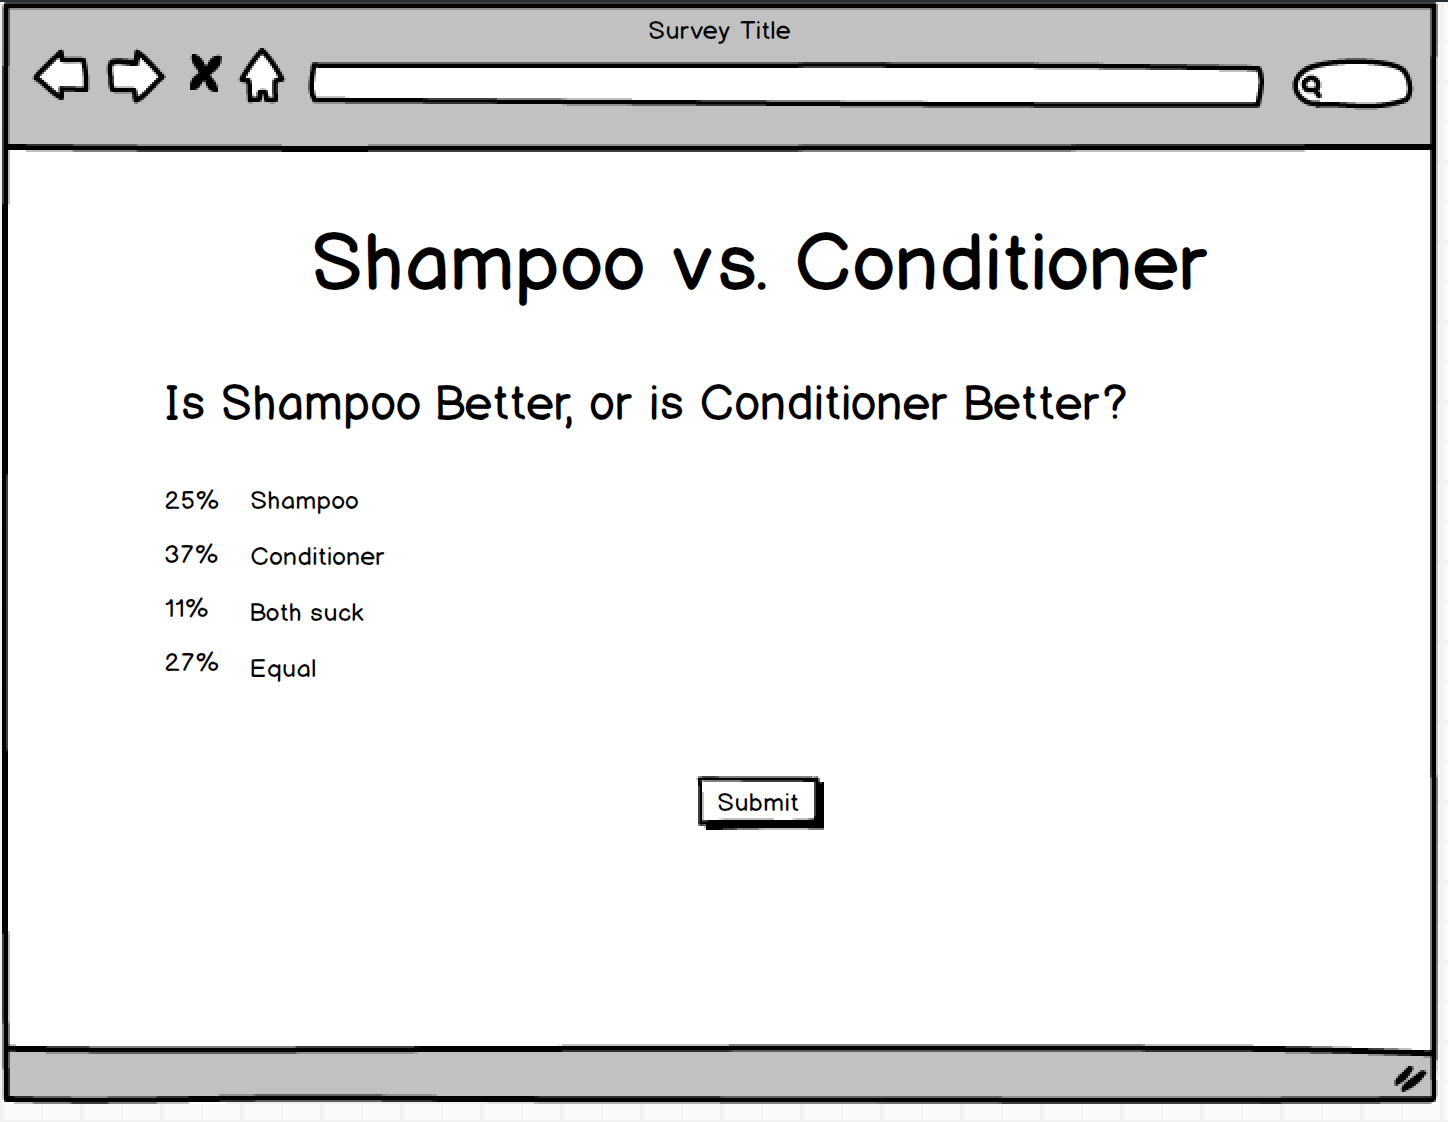 Survey Title
Shampoo vs. Conditioner
Is Shampoo Better, or is Conditioner Better?
25% Shampoo
37% Conditioner
11% Both suck
27% Equal
Submit